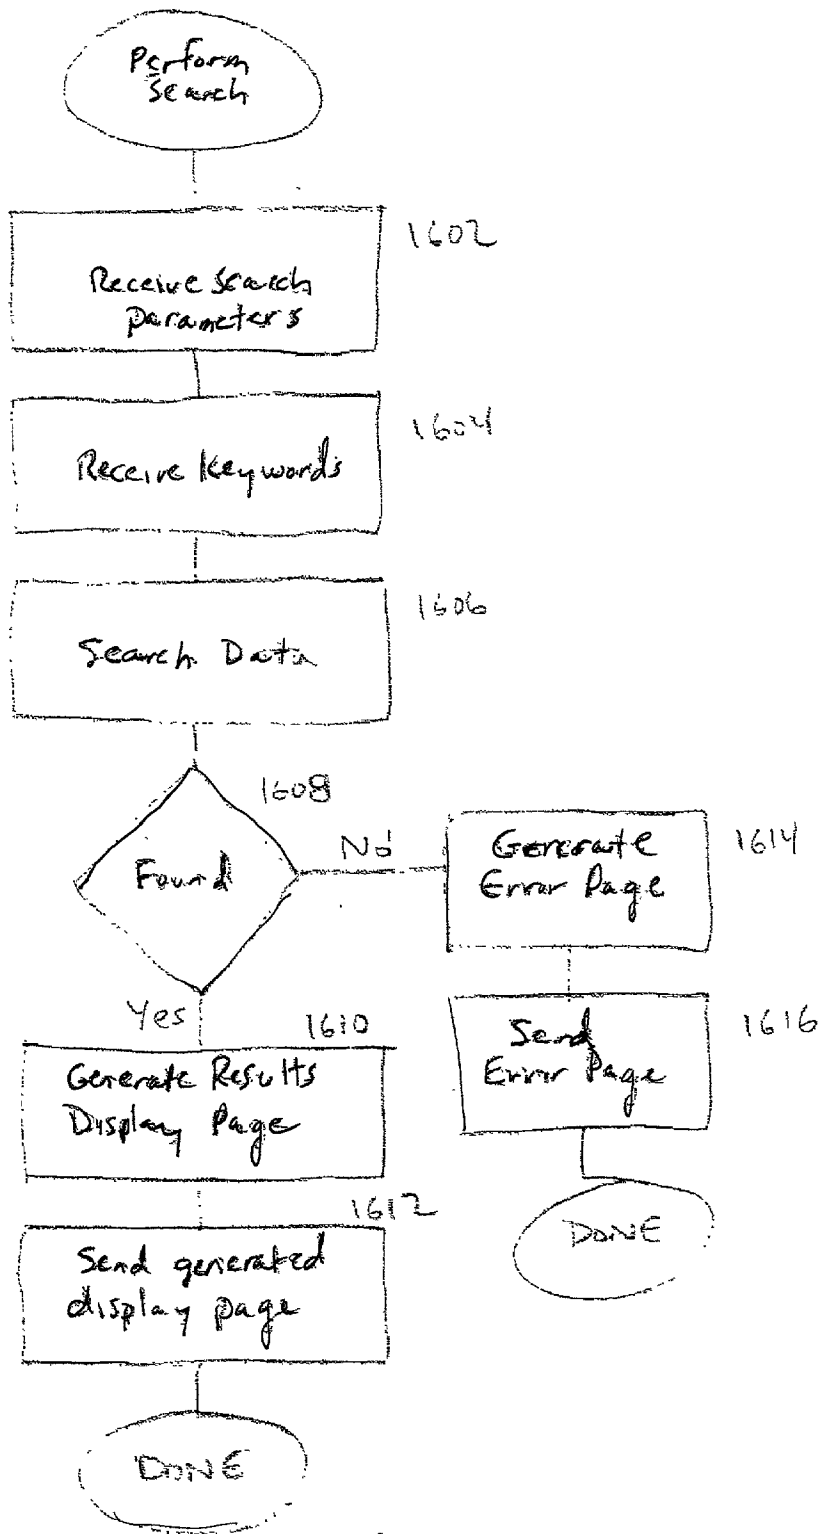 Perform
Search
1602
Receive Search
Parameters
1604
Receive Keywords
1606
Search Data
1608
Found
No
Generate
Error Page
1614
Yes
1610
Generate Results
Display Page
Send
Error Page
1616
1612
Send generated
display page
DONE
DONE